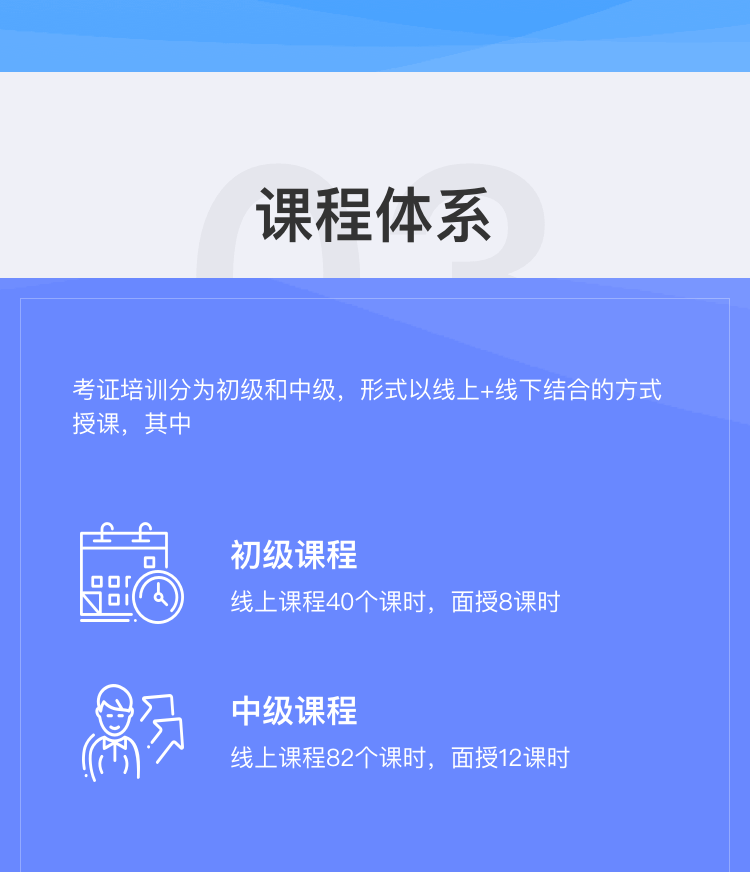 03
课程体系
考证培训分为初级和中级，形式以线上+线下结合的方式
授课，其中
初级课程
线上课程40个课时，面授8课时
中级课程
线上课程82个课时，面授12课时